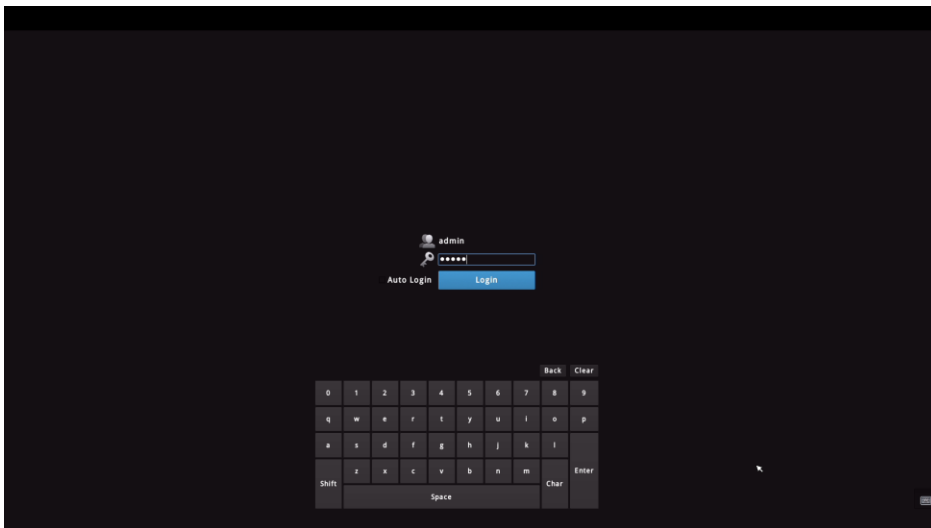 admin
•••••
Auto Login Login
Back Clear
0 1 2 3 4 5 6 7 8 9
q w e r t y u i o p
a s d f g h j k l
Shift z x c v b n m Char Enter
Space